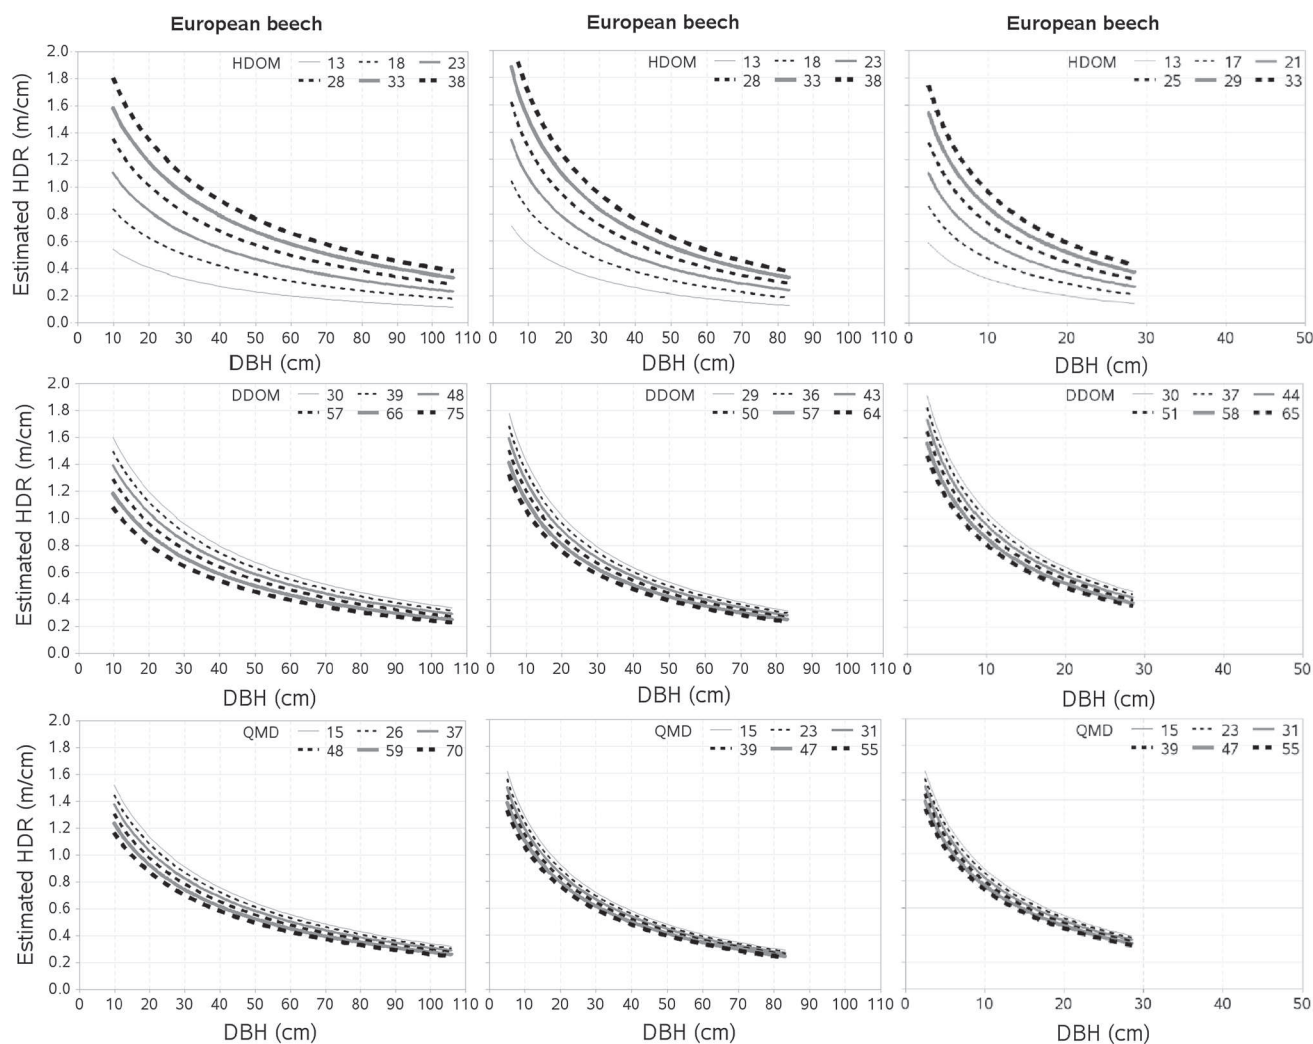 European beech European beech European beech
2.0 HDOM 13 18 23 HDOM 13 18 23 HDOM 13 17 21
1.8 28 33 38 28 33 38 25 29 33
1.6
1.4
1.2
1.0
0.8
0.6
0.4
0.2
0.0
Estimated HDR (m/cm)
0 10 20 30 40 50 60 70 80 90 100 110 0 10 20 30 40 50 60 70 80 90 100 110 0 10 20 30 40 50
DBH (cm) DBH (cm) DBH (cm)
2.0 DDOM 30 39 48 DDOM 29 36 43 DDOM 30 37 44
1.8 57 66 75 50 57 64 51 58 65
1.6
1.4
1.2
1.0
0.8
0.6
0.4
0.2
0.0
Estimated HDR (m/cm)
0 10 20 30 40 50 60 70 80 90 100 110 0 10 20 30 40 50 60 70 80 90 100 110 0 10 20 30 40 50
DBH (cm) DBH (cm) DBH (cm)
2.0 QMD 15 26 37 QMD 15 23 31 QMD 15 23 31
1.8 48 59 70 39 47 55 39 47 55
1.6
1.4
1.2
1.0
0.8
0.6
0.4
0.2
0.0
Estimated HDR (m/cm)
0 10 20 30 40 50 60 70 80 90 100 110 0 10 20 30 40 50 60 70 80 90 100 110 0 10 20 30 40 50
DBH (cm) DBH (cm) DBH (cm)